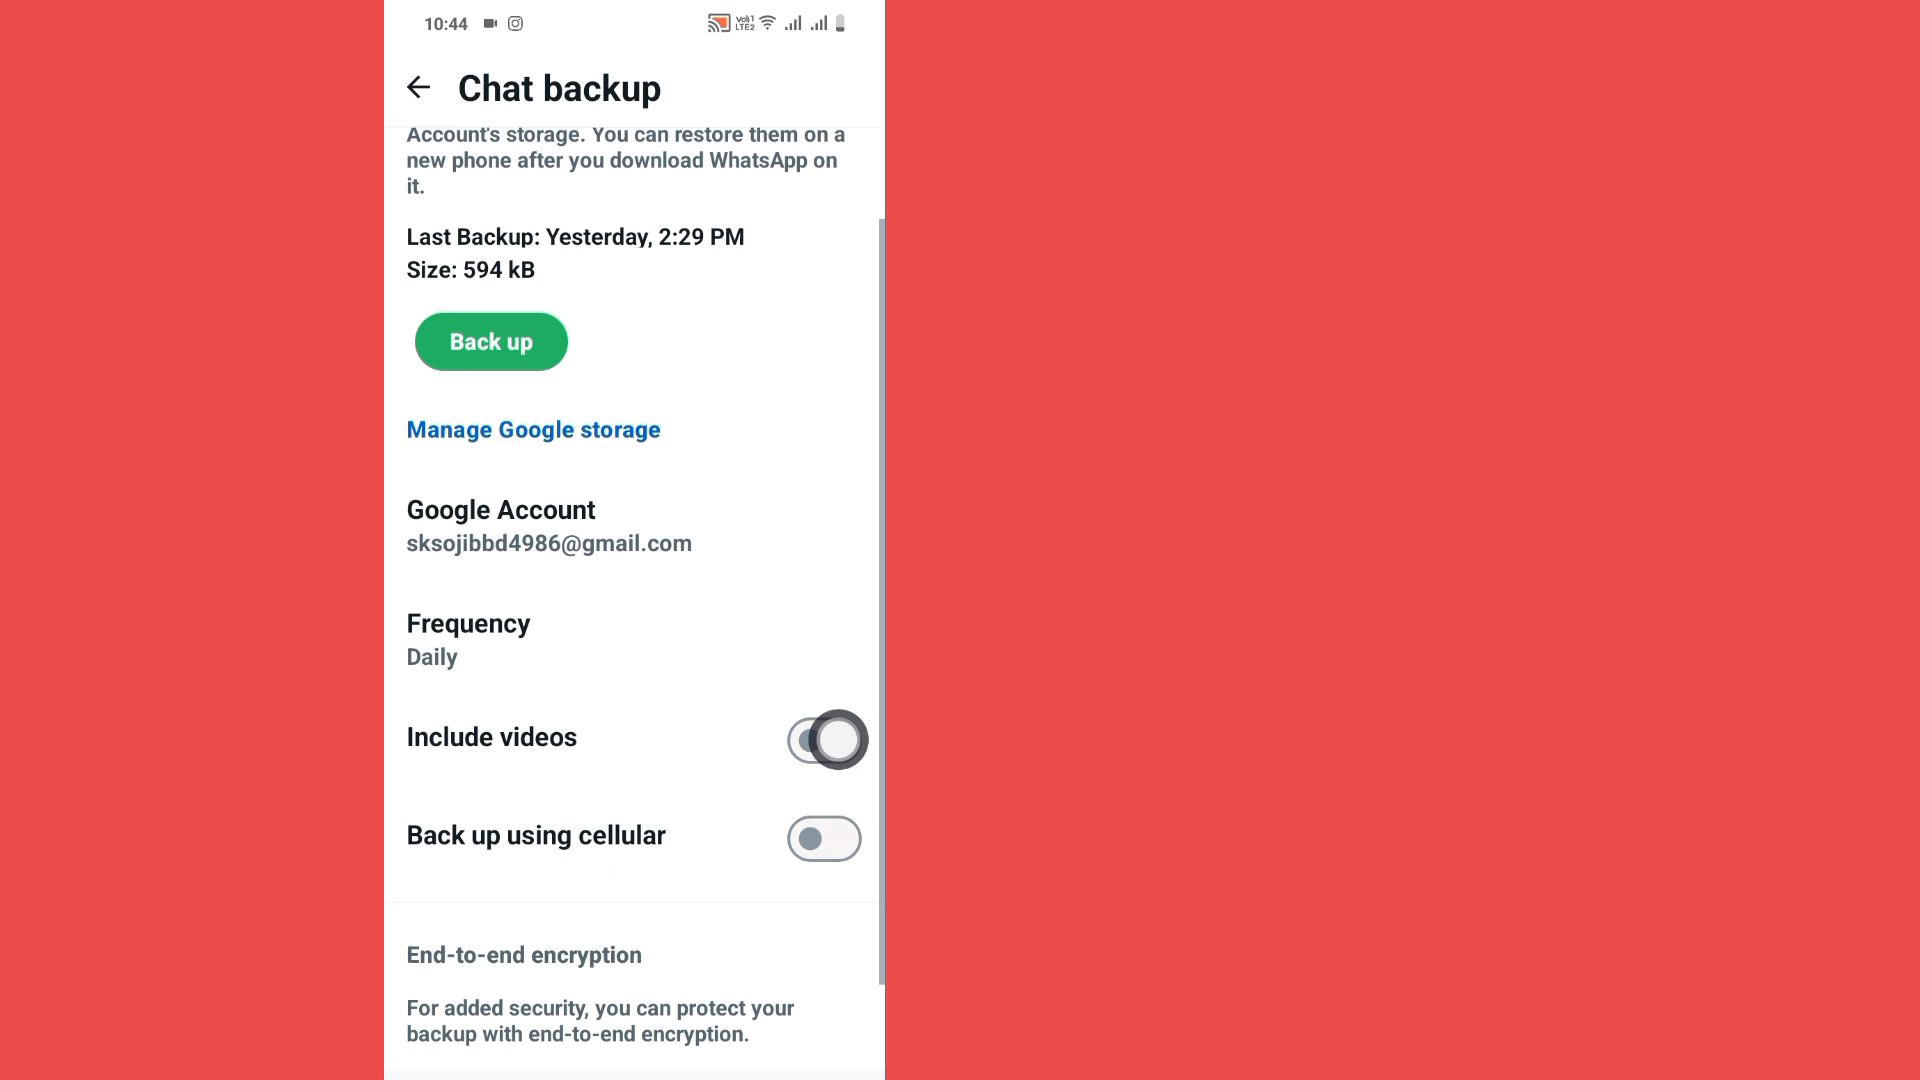 10:44
Vo))1
LTE2
Chat backup
Account's storage. You can restore them on a
new phone after you download WhatsApp on
it.
Last Backup: Yesterday, 2:29 PM
Size: 594 kB
Back up
Manage Google storage
Google Account
sksojibbd4986@gmail.com
Frequency
Daily
Include videos
Back up using cellular
End-to-end encryption
For added security, you can protect your
backup with end-to-end encryption.